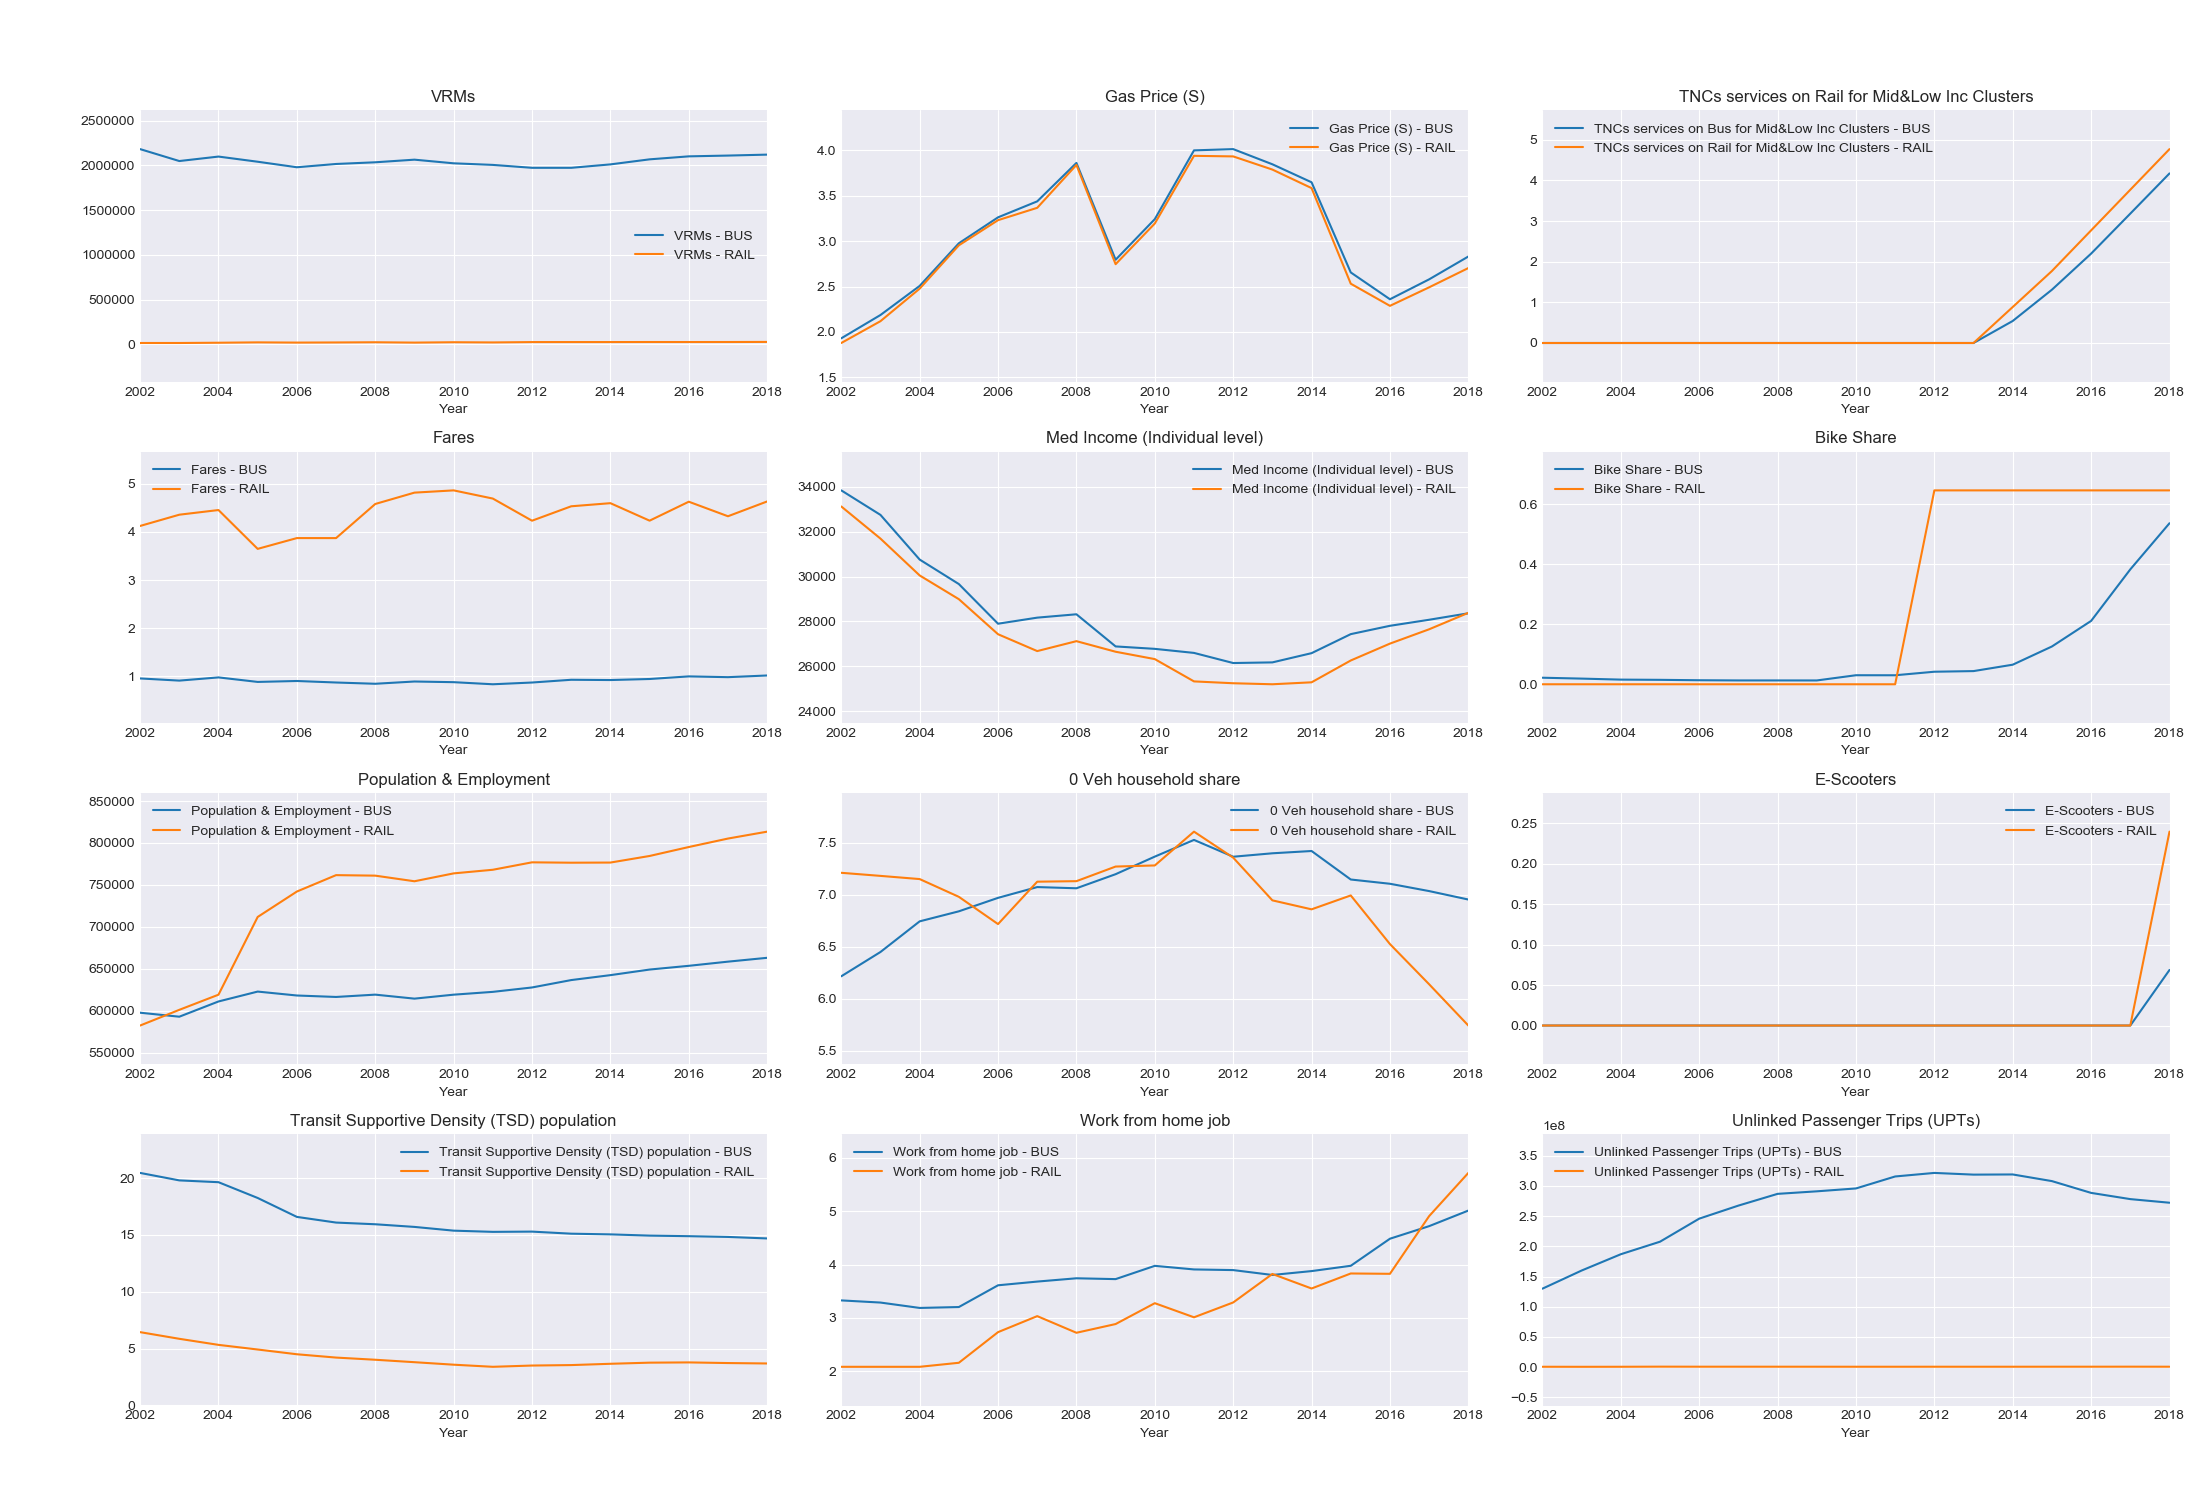 VRMs
2500000
2000000
1500000
1000000
500000
0
VRMs - BUS
VRMs - RAIL
2002 2004 2006 2008 2010 2012 2014 2016 2018
Year
Gas Price (S)
4.0
3.5
3.0
2.5
2.0
1.5
Gas Price (S) - BUS
Gas Price (S) - RAIL
2002 2004 2006 2008 2010 2012 2014 2016 2018
Year
TNCs services on Rail for Mid&Low Inc Clusters
5
4
3
2
1
0
TNCs services on Bus for Mid&Low Inc Clusters - BUS
TNCs services on Rail for Mid&Low Inc Clusters - RAIL
2002 2004 2006 2008 2010 2012 2014 2016 2018
Year
Fares
5
4
3
2
1
Fares - BUS
Fares - RAIL
2002 2004 2006 2008 2010 2012 2014 2016 2018
Year
Med Income (Individual level)
34000
32000
30000
28000
26000
24000
Med Income (Individual level) - BUS
Med Income (Individual level) - RAIL
2002 2004 2006 2008 2010 2012 2014 2016 2018
Year
Bike Share
0.6
0.4
0.2
0.0
Bike Share - BUS
Bike Share - RAIL
2002 2004 2006 2008 2010 2012 2014 2016 2018
Year
Population & Employment
850000
800000
750000
700000
650000
600000
550000
Population & Employment - BUS
Population & Employment - RAIL
2002 2004 2006 2008 2010 2012 2014 2016 2018
Year
0 Veh household share
7.5
7.0
6.5
6.0
5.5
0 Veh household share - BUS
0 Veh household share - RAIL
2002 2004 2006 2008 2010 2012 2014 2016 2018
Year
E-Scooters
0.25
0.20
0.15
0.10
0.05
0.00
E-Scooters - BUS
E-Scooters - RAIL
2002 2004 2006 2008 2010 2012 2014 2016 2018
Year
Transit Supportive Density (TSD) population
20
15
10
5
0
Transit Supportive Density (TSD) population - BUS
Transit Supportive Density (TSD) population - RAIL
2002 2004 2006 2008 2010 2012 2014 2016 2018
Year
Work from home job
6
5
4
3
2
Work from home job - BUS
Work from home job - RAIL
2002 2004 2006 2008 2010 2012 2014 2016 2018
Year
Unlinked Passenger Trips (UPTs)
1e8
3.5
3.0
2.5
2.0
1.5
1.0
0.5
0.0
−0.5
Unlinked Passenger Trips (UPTs) - BUS
Unlinked Passenger Trips (UPTs) - RAIL
2002 2004 2006 2008 2010 2012 2014 2016 2018
Year